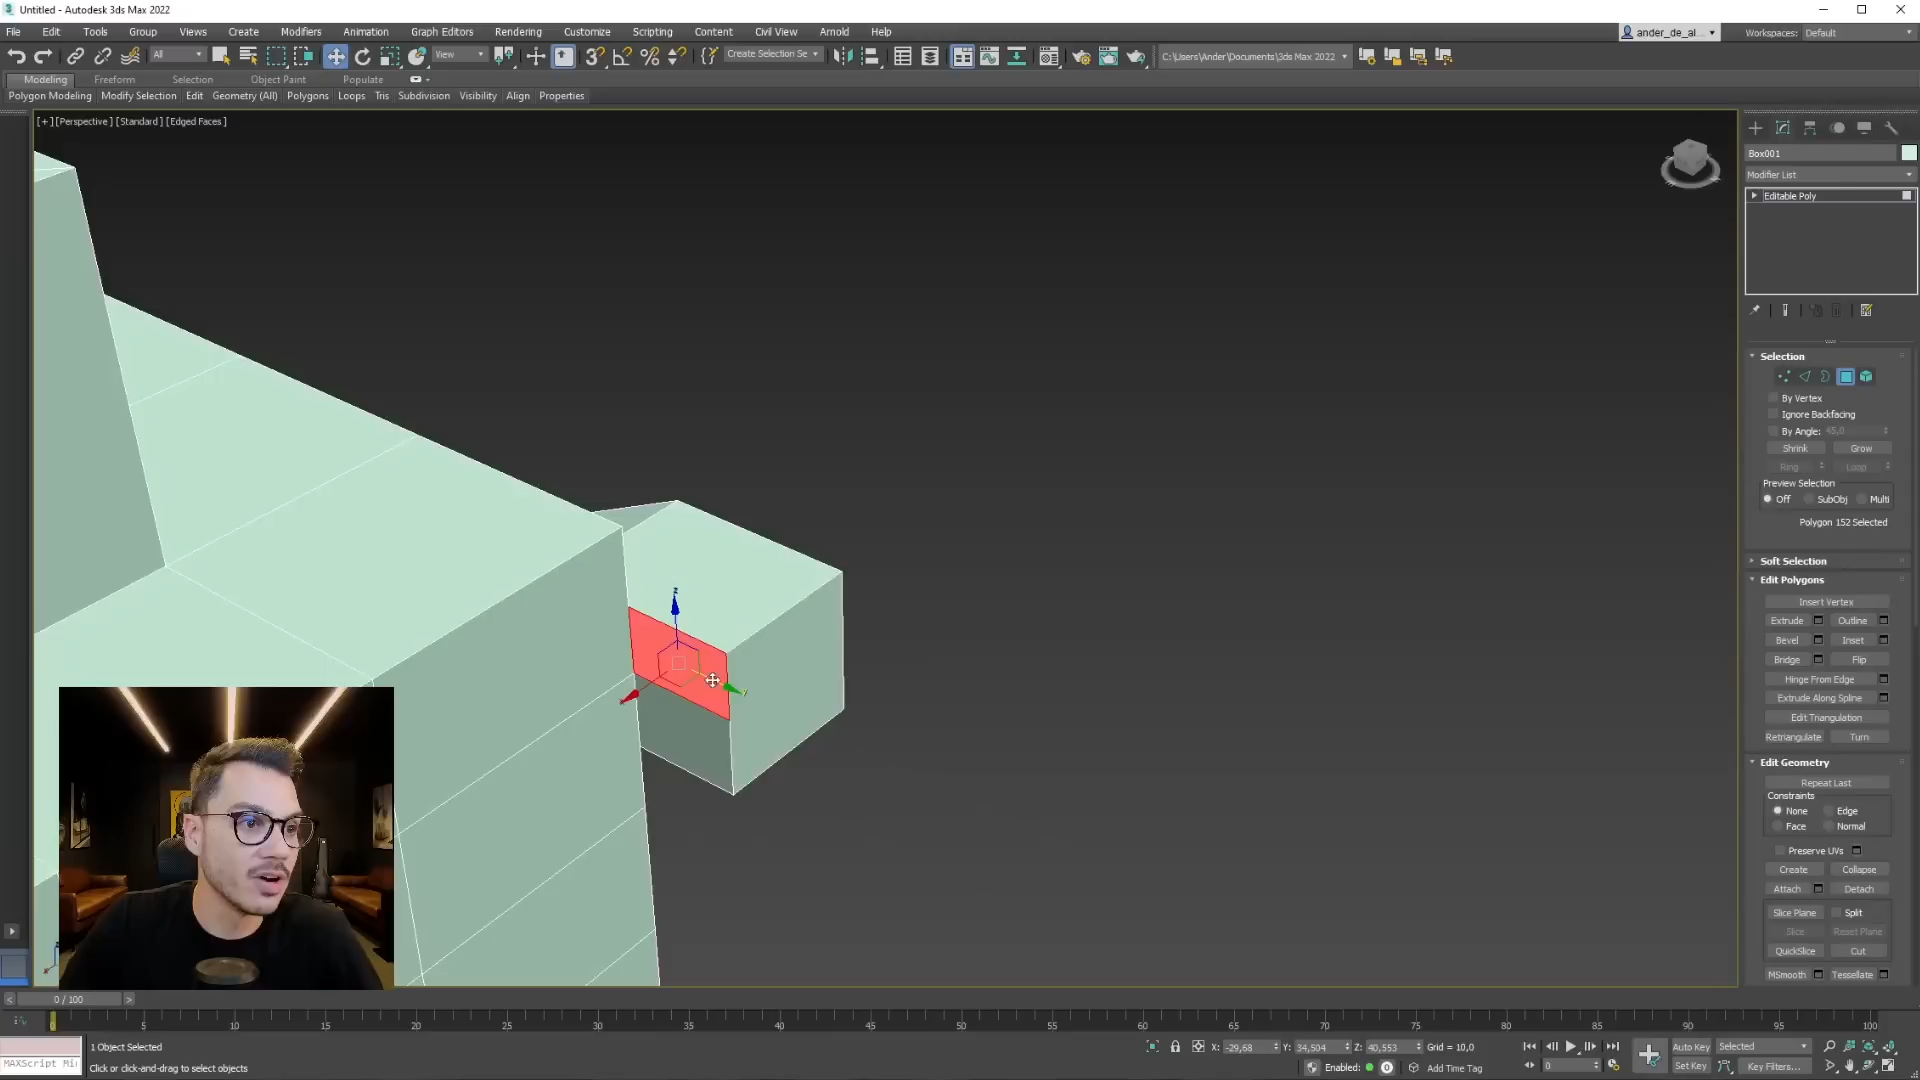 Untitled - Autodesk 3ds Max 2022
File Edit Tools Group Views Create Modifiers Animation Graph Editors Rendering Customize Scripting Content Civil View Arnold Help
ander_de_al... Workspaces: Default
All View Create Selection Se C:\Users\Ander\Documents\3ds Max 2022
Modeling Freeform Selection Object Paint Populate
Polygon Modeling Modify Selection Edit Geometry (All) Polygons Loops Tris Subdivision Visibility Align Properties
[+] [Perspective] [Standard] [Edged Faces]
Box001
Modifier List
Editable Poly
Selection
By Vertex
Ignore Backfacing
By Angle: 45,0
Shrink Grow
Ring Loop
Preview Selection
Off SubObj Multi
Polygon 152 Selected
Soft Selection
Edit Polygons
Insert Vertex
Extrude Outline
Bevel Inset
Bridge Flip
Hinge From Edge
Extrude Along Spline
Edit Triangulation
Retriangulate Turn
Edit Geometry
Repeat Last
Constraints
None Edge
Face Normal
Preserve UVs
Create Collapse
Attach Detach
Slice Plane Split
Slice Reset Plane
QuickSlice Cut
MSmooth Tessellate
z
x
y
< 0 / 100 >
0 5 10 15 20 25 30 35 40 45 50 55 60 65 70 75 80 85 90 95 100
1 Object Selected
X: -29,68 Y: 34,504 Z: 40,553 Grid = 10,0
Auto Key Selected
MAXScript Mi
Click or click-and-drag to select objects
Enabled: 0 Add Time Tag
0
Set Key Key Filters...